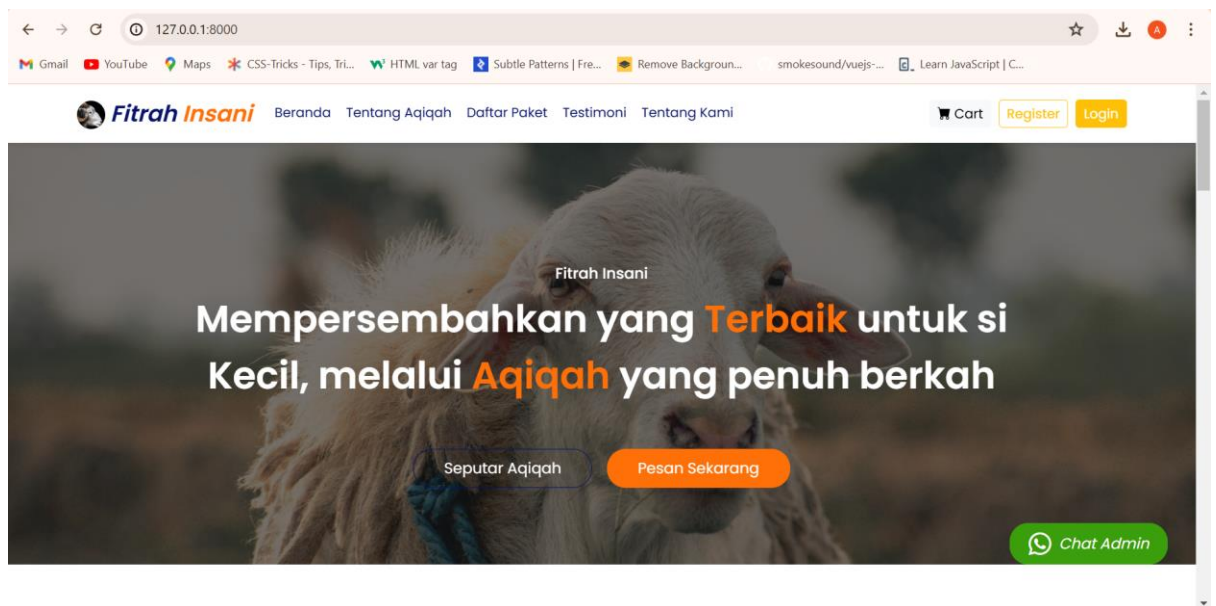 127.0.0.1:8000
A
Gmail YouTube Maps CSS-Tricks - Tips, Tri... HTML var tag Subtle Patterns | Fre... Remove Backgroun... smokesound/vuejs-... Learn JavaScript | C...
Fitrah Insani Beranda Tentang Aqiqah Daftar Paket Testimoni Tentang Kami Cart Register Login
Fitrah Insani
Mempersembahkan yang Terbaik untuk si
Kecil, melalui Aqiqah yang penuh berkah
Seputar Aqiqah Pesan Sekarang
Chat Admin